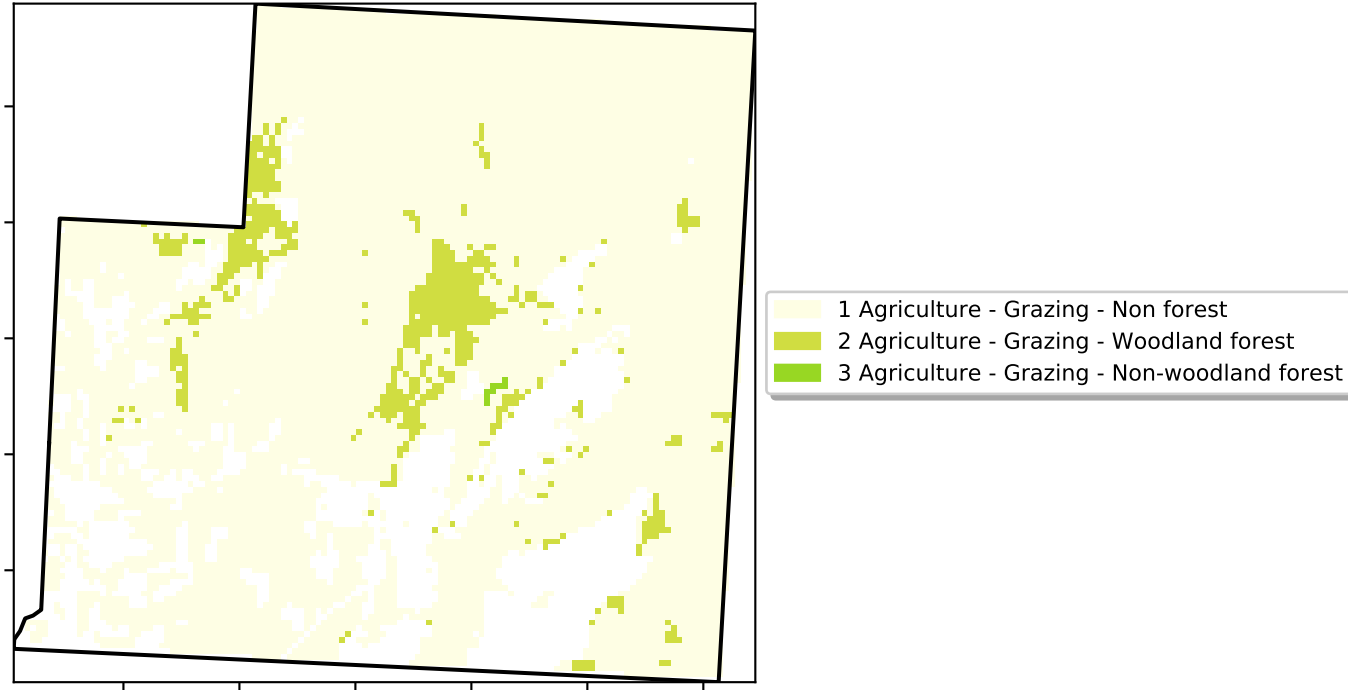 1 Agriculture - Grazing - Non forest
2 Agriculture - Grazing - Woodland forest
3 Agriculture - Grazing - Non-woodland forest